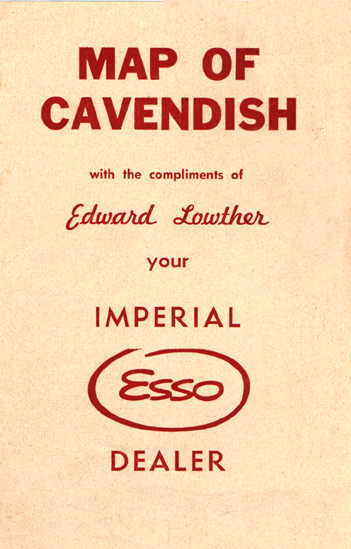 MAP OF
CAVENDISH
with the compliments of
Edward Lowther
your
IMPERIAL
Esso
DEALER